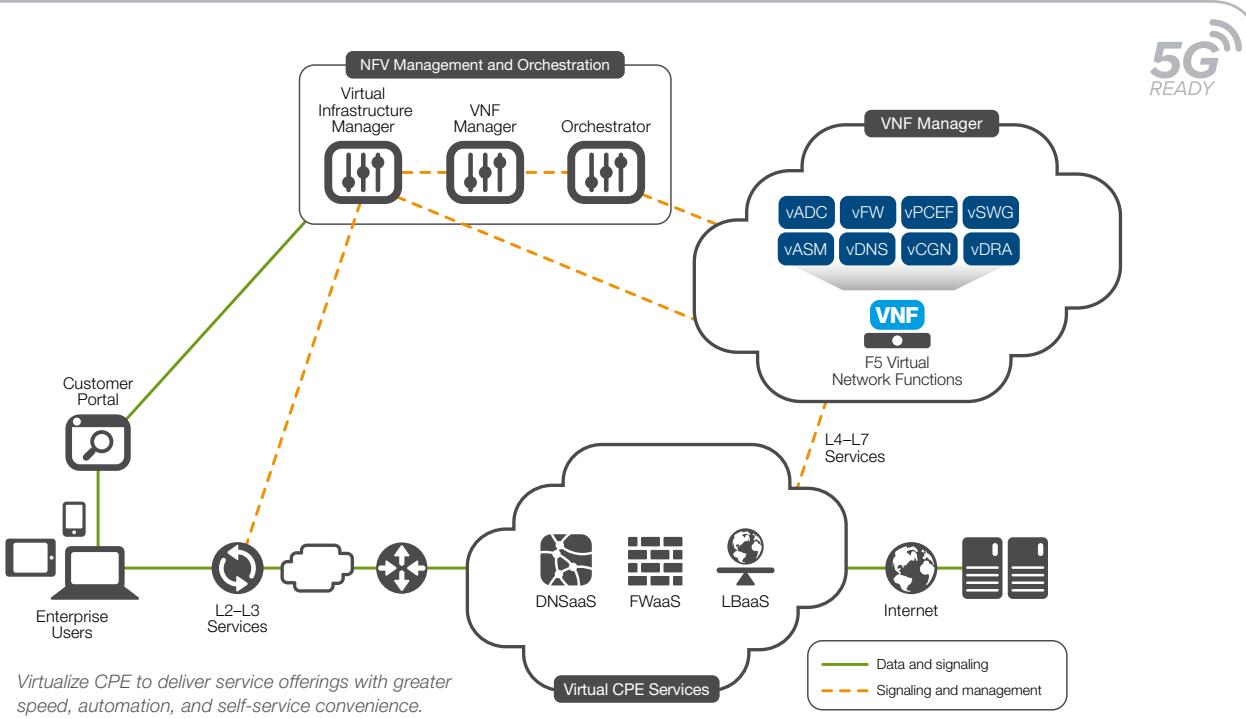 5G
READY
NFV Management and Orchestration
Virtual
Infrastructure
Manager
VNF
Manager
Orchestrator
VNF Manager
vADC
vFW
vPCEF
vSWG
vASM
vDNS
vCGN
vDRA
VNF
F5 Virtual
Network Functions
Customer
Portal
L4–L7
Services
DNSaaS
FWaaS
LBaaS
Enterprise
Users
L2–L3
Services
Internet
Virtual CPE Services
Data and signaling
Signaling and management
Virtualize CPE to deliver service offerings with greater
speed, automation, and self-service convenience.